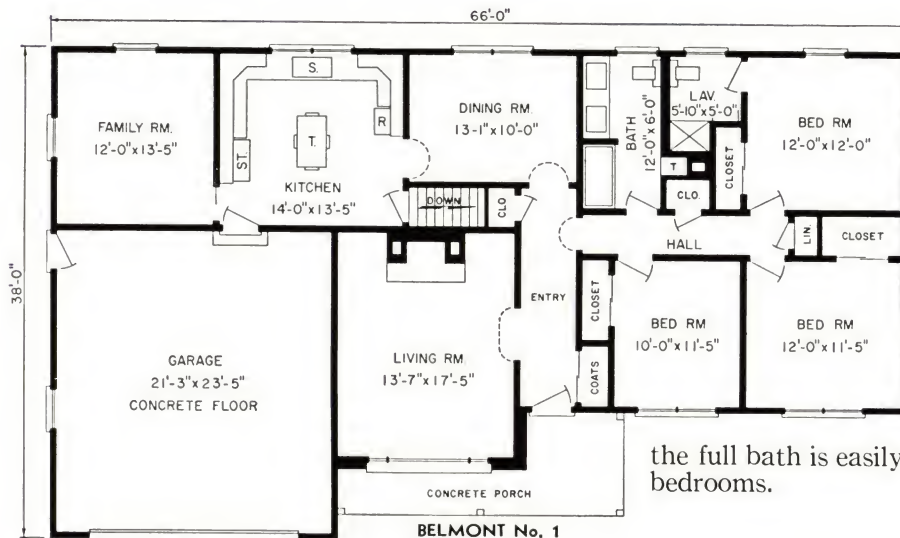 66'-0"
38'-0"
FAMILY RM.
12'-0"x13'-5"
S.
ST.
T.
R
KITCHEN
14'-0"x13'-5"
DINING RM.
13'-1"x10'-0"
DOWN
CLO
BATH
12'-0"x6'-0"
LAV.
5'-10"x5'-0"
T
CLO.
CLOSET
BED RM
12'-0"x12'-0"
HALL
LIN.
CLOSET
GARAGE
21'-3"x23'-5"
CONCRETE FLOOR
LIVING RM.
13'-7"x17'-5"
ENTRY
CLOSET
COATS
BED RM
10'-0"x11'-5"
BED RM
12'-0"x11'-5"
CONCRETE PORCH
BELMONT No. 1
the full bath is easily
bedrooms.